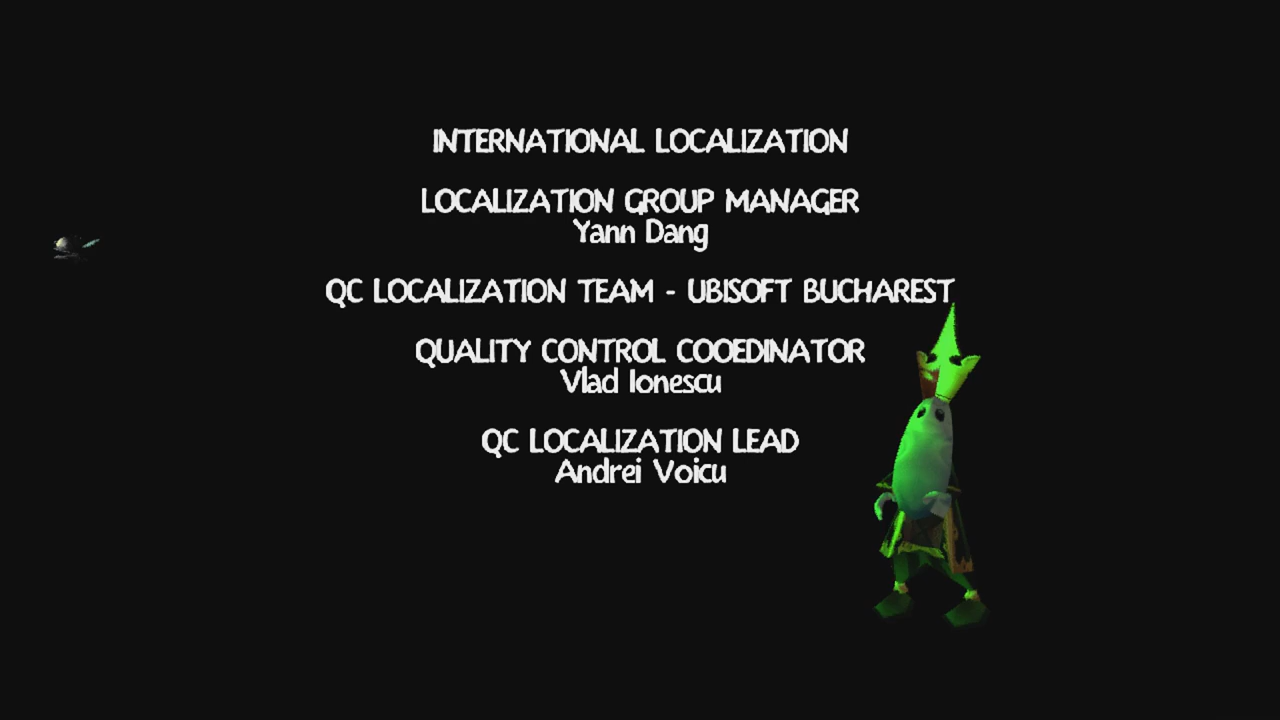 INTERNATIONAL LOCALIZATION
LOCALIZATION GROUP MANAGER
Yann Dang
QC LOCALIZATION TEAM - UBISOFT BUCHAREST
QUALITY CONTROL COOEDINATOR
Vlad Ionescu
QC LOCALIZATION LEAD
Andrei Voicu